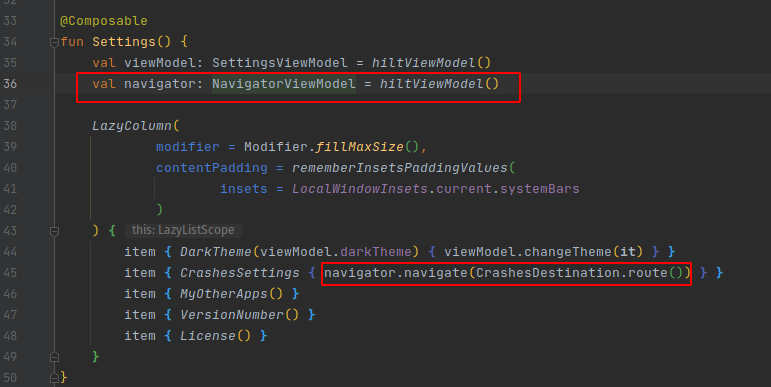 33 @Composable
34 fun Settings() {
35 val viewModel: SettingsViewModel = hiltViewModel()
36 val navigator: NavigatorViewModel = hiltViewModel()
37
38 LazyColumn(
39 modifier = Modifier.fillMaxSize(),
40 contentPadding = rememberInsetsPaddingValues(
41 insets = LocalWindowInsets.current.systemBars
42 )
43 ) { this: LazyListScope
44 item { DarkTheme(viewModel.darkTheme) { viewModel.changeTheme(it) } }
45 item { CrashesSettings { navigator.navigate(CrashesDestination.route()) } }
46 item { MyOtherApps() }
47 item { VersionNumber() }
48 item { License() }
49 }
50 }